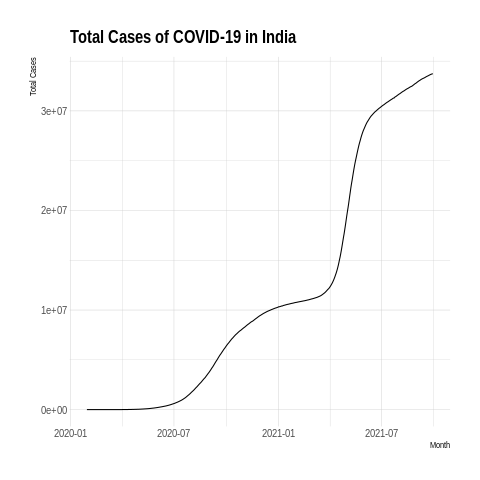 Total Cases of COVID-19 in India
Total Cases
3e+07
2e+07
1e+07
0e+00
2020-01 2020-07 2021-01 2021-07
Month